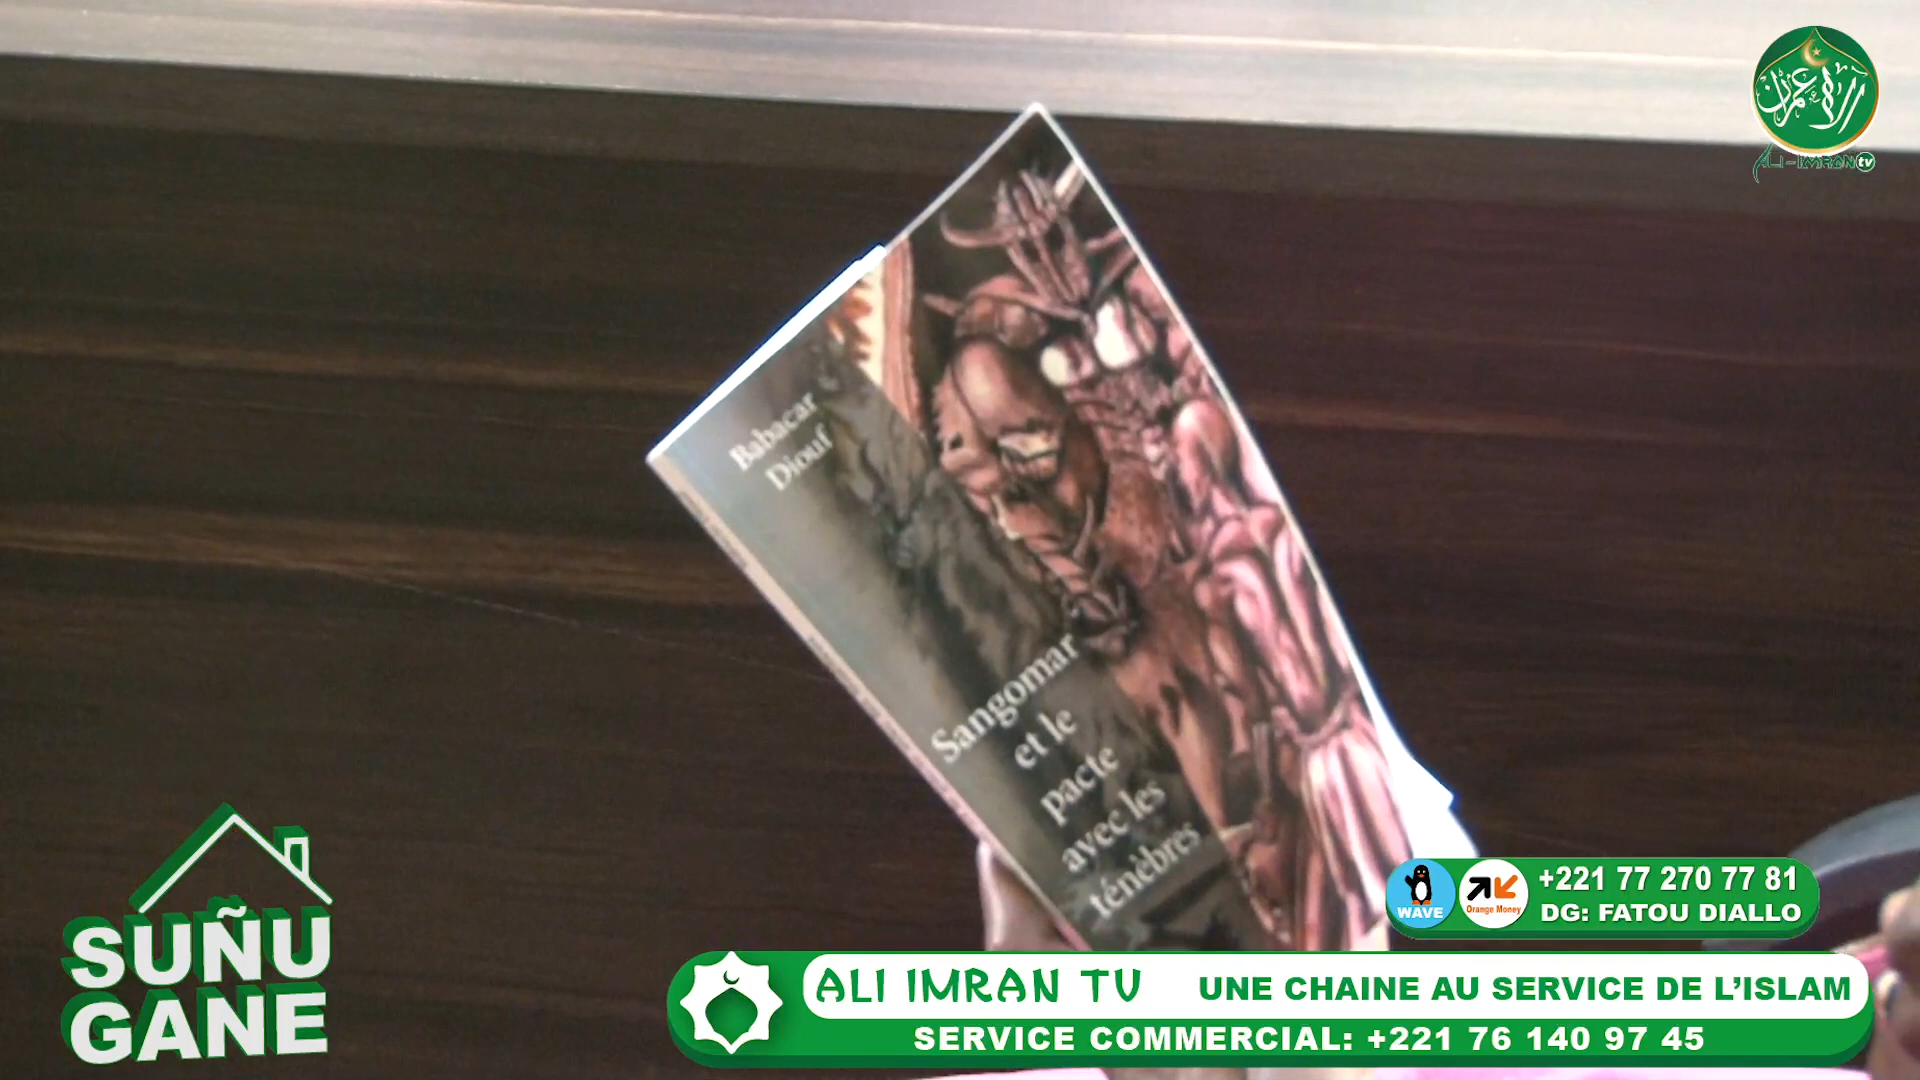 آل عمران
ALI-IMRAN tv
Babacar
Diouf
Sangomar
et le
pacte
avec les
ténèbres
SUÑU
GANE
WAVE
Orange Money
+221 77 270 77 81
DG: FATOU DIALLO
ALI IMRAN TV
UNE CHAINE AU SERVICE DE L'ISLAM
SERVICE COMMERCIAL: +221 76 140 97 45